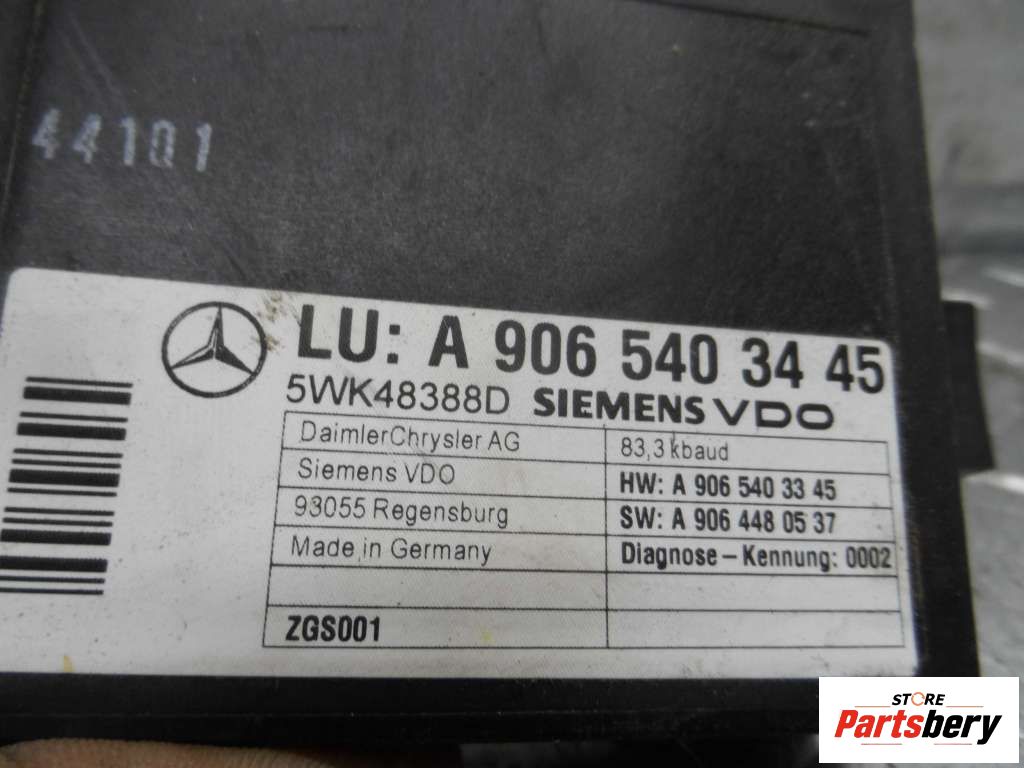 44101
LU: A 906 540 34 45
5WK48388D SIEMENS VDO
DaimlerChrysler AG
83,3 kbaud
Siemens VDO
HW: A 906 540 33 45
93055 Regensburg
SW: A 906 448 05 37
Made in Germany
Diagnose – Kennung: 0002
ZGS001
STORE
Partsbery